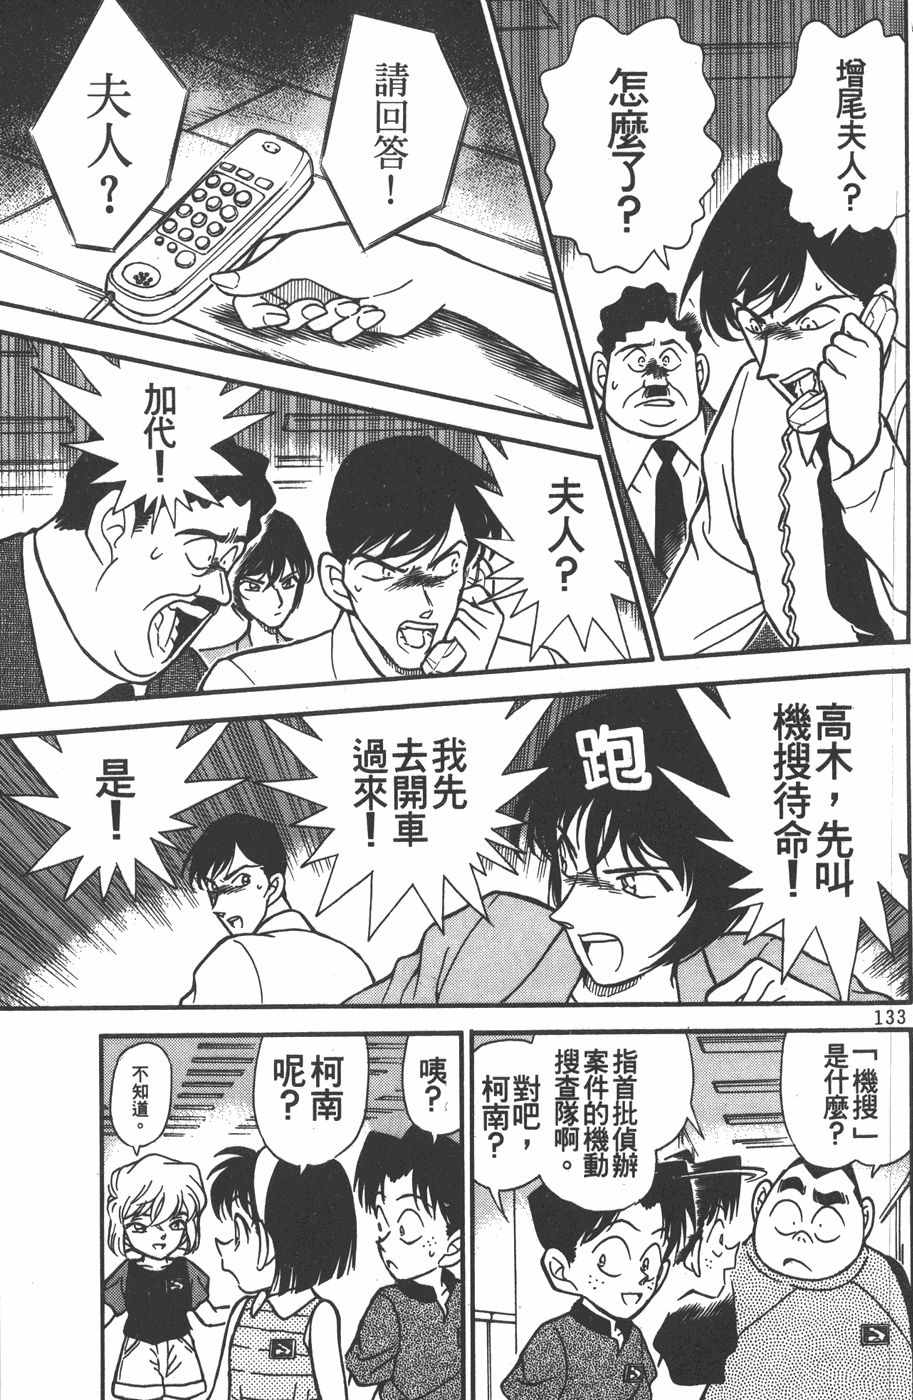 增尾夫人？
怎麼了？
請回答！
夫人？
夫人？
加代！
高木，先叫
機搜待命！
跑
我先
去開車
過來！
是！
133
「機搜」
是什麼？
指首批偵辦
案件的機動
搜查隊啊。
對吧，
柯南？
咦？
柯南
呢？
不知道。